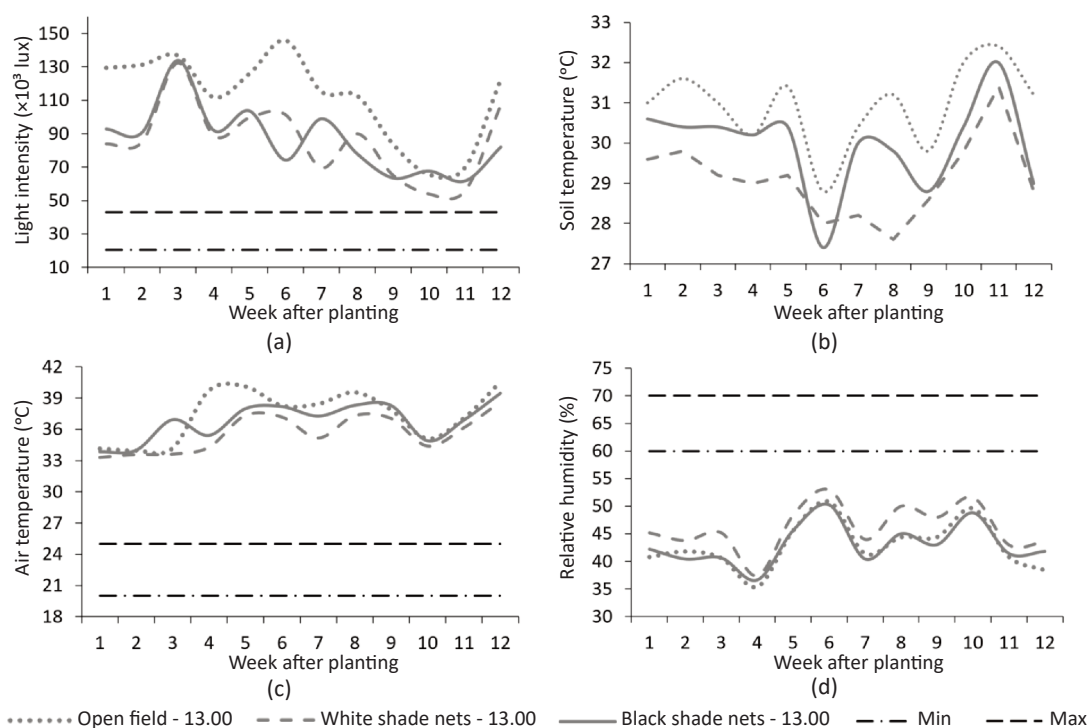 Light intensity (×10³ lux)
150
130
110
90
70
50
30
10
1 2 3 4 5 6 7 8 9 10 11 12
Week after planting
(a)
Soil temperature (°C)
33
32
31
30
29
28
27
1 2 3 4 5 6 7 8 9 10 11 12
Week after planting
(b)
Air temperature (°C)
42
39
36
33
30
27
24
21
18
1 2 3 4 5 6 7 8 9 10 11 12
Week after planting
(c)
Relative humidity (%)
75
70
65
60
55
50
45
40
35
30
1 2 3 4 5 6 7 8 9 10 11 12
Week after planting
(d)
Open field - 13.00 White shade nets - 13.00 Black shade nets - 13.00 Min Max